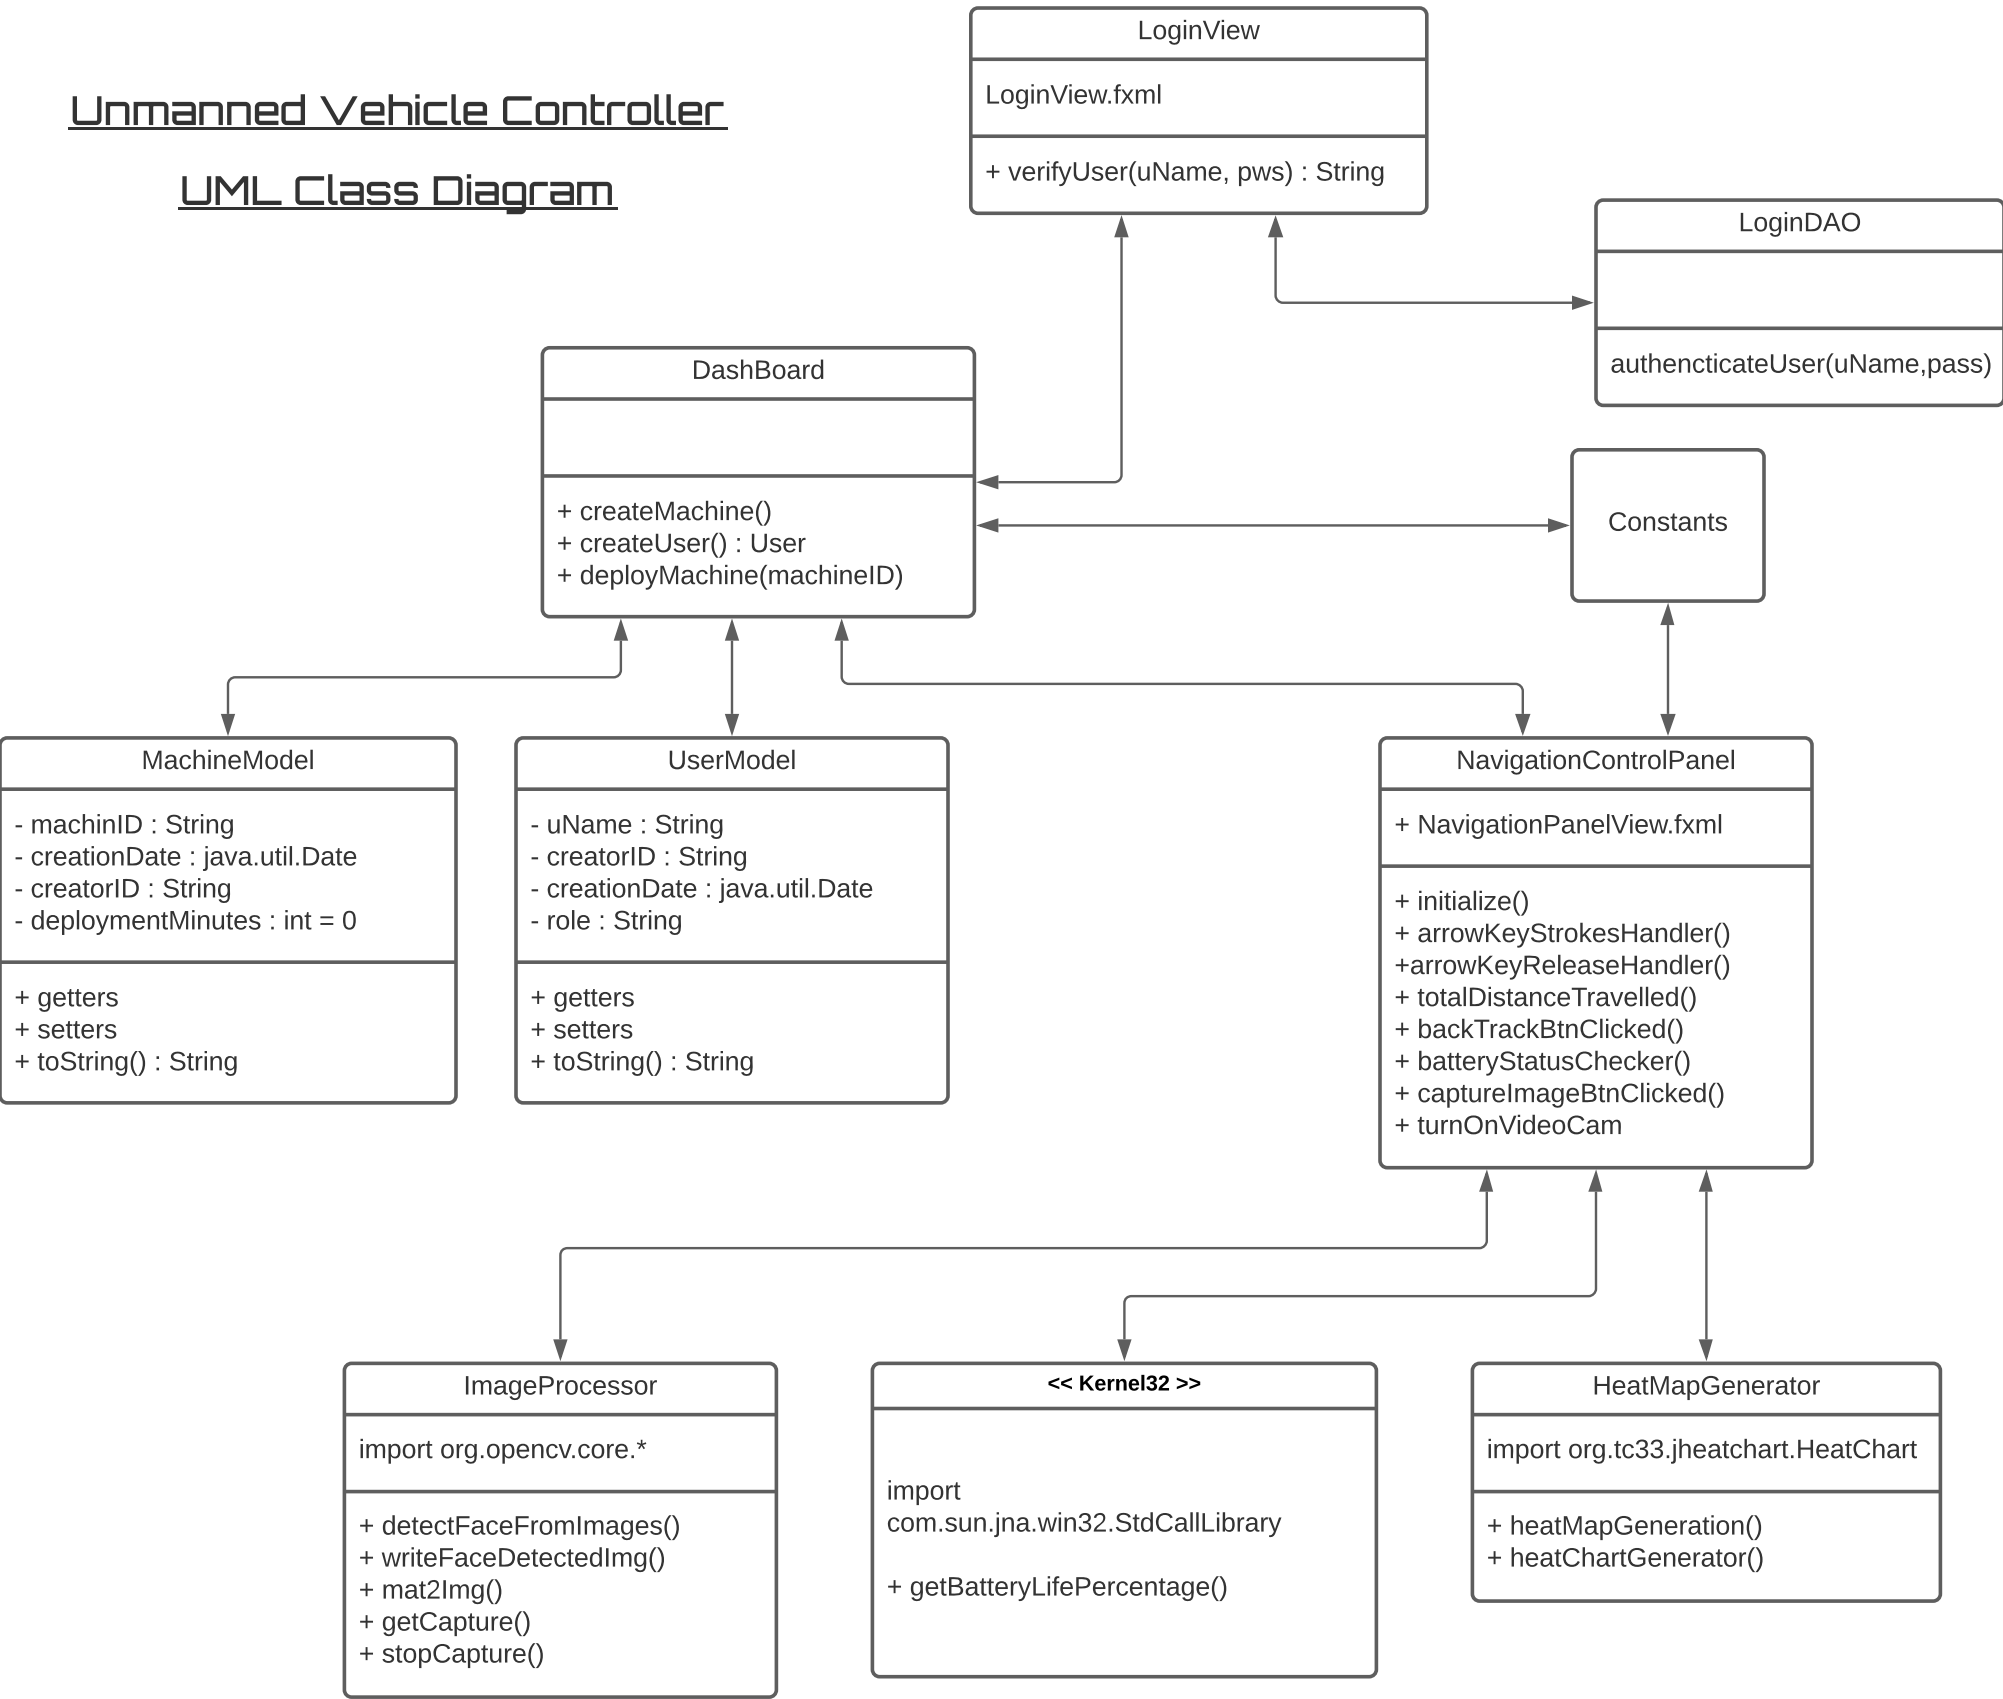 Unmanned Vehicle Controller
UML Class Diagram
LoginView
LoginView.fxml
+ verifyUser(uName, pws) : String
LoginDAO
authencticateUser(uName,pass)
DashBoard
+ createMachine()
+ createUser() : User
+ deployMachine(machineID)
Constants
MachineModel
- machinID : String
- creationDate : java.util.Date
- creatorID : String
- deploymentMinutes : int = 0
+ getters
+ setters
+ toString() : String
UserModel
- uName : String
- creatorID : String
- creationDate : java.util.Date
- role : String
+ getters
+ setters
+ toString() : String
NavigationControlPanel
+ NavigationPanelView.fxml
+ initialize()
+ arrowKeyStrokesHandler()
+arrowKeyReleaseHandler()
+ totalDistanceTravelled()
+ backTrackBtnClicked()
+ batteryStatusChecker()
+ captureImageBtnClicked()
+ turnOnVideoCam
ImageProcessor
import org.opencv.core.*
+ detectFaceFromImages()
+ writeFaceDetectedImg()
+ mat2Img()
+ getCapture()
+ stopCapture()
<< Kernel32 >>
import
com.sun.jna.win32.StdCallLibrary
+ getBatteryLifePercentage()
HeatMapGenerator
import org.tc33.jheatchart.HeatChart
+ heatMapGeneration()
+ heatChartGenerator()